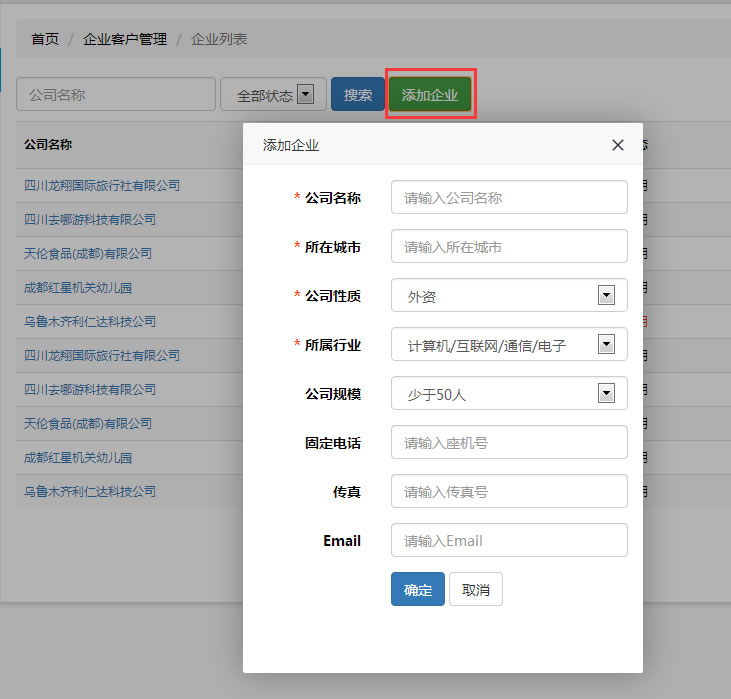 首页 / 企业客户管理 / 企业列表
公司名称 全部状态 搜索 添加企业
公司名称
四川龙翔国际旅行社有限公司
四川去哪游科技有限公司
天伦食品(成都)有限公司
成都红星机关幼儿园
乌鲁木齐利仁达科技公司
四川龙翔国际旅行社有限公司
四川去哪游科技有限公司
天伦食品(成都)有限公司
成都红星机关幼儿园
乌鲁木齐利仁达科技公司
添加企业
* 公司名称 请输入公司名称
* 所在城市 请输入所在城市
* 公司性质 外资
* 所属行业 计算机/互联网/通信/电子
公司规模 少于50人
固定电话 请输入座机号
传真 请输入传真号
Email 请输入Email
确定 取消